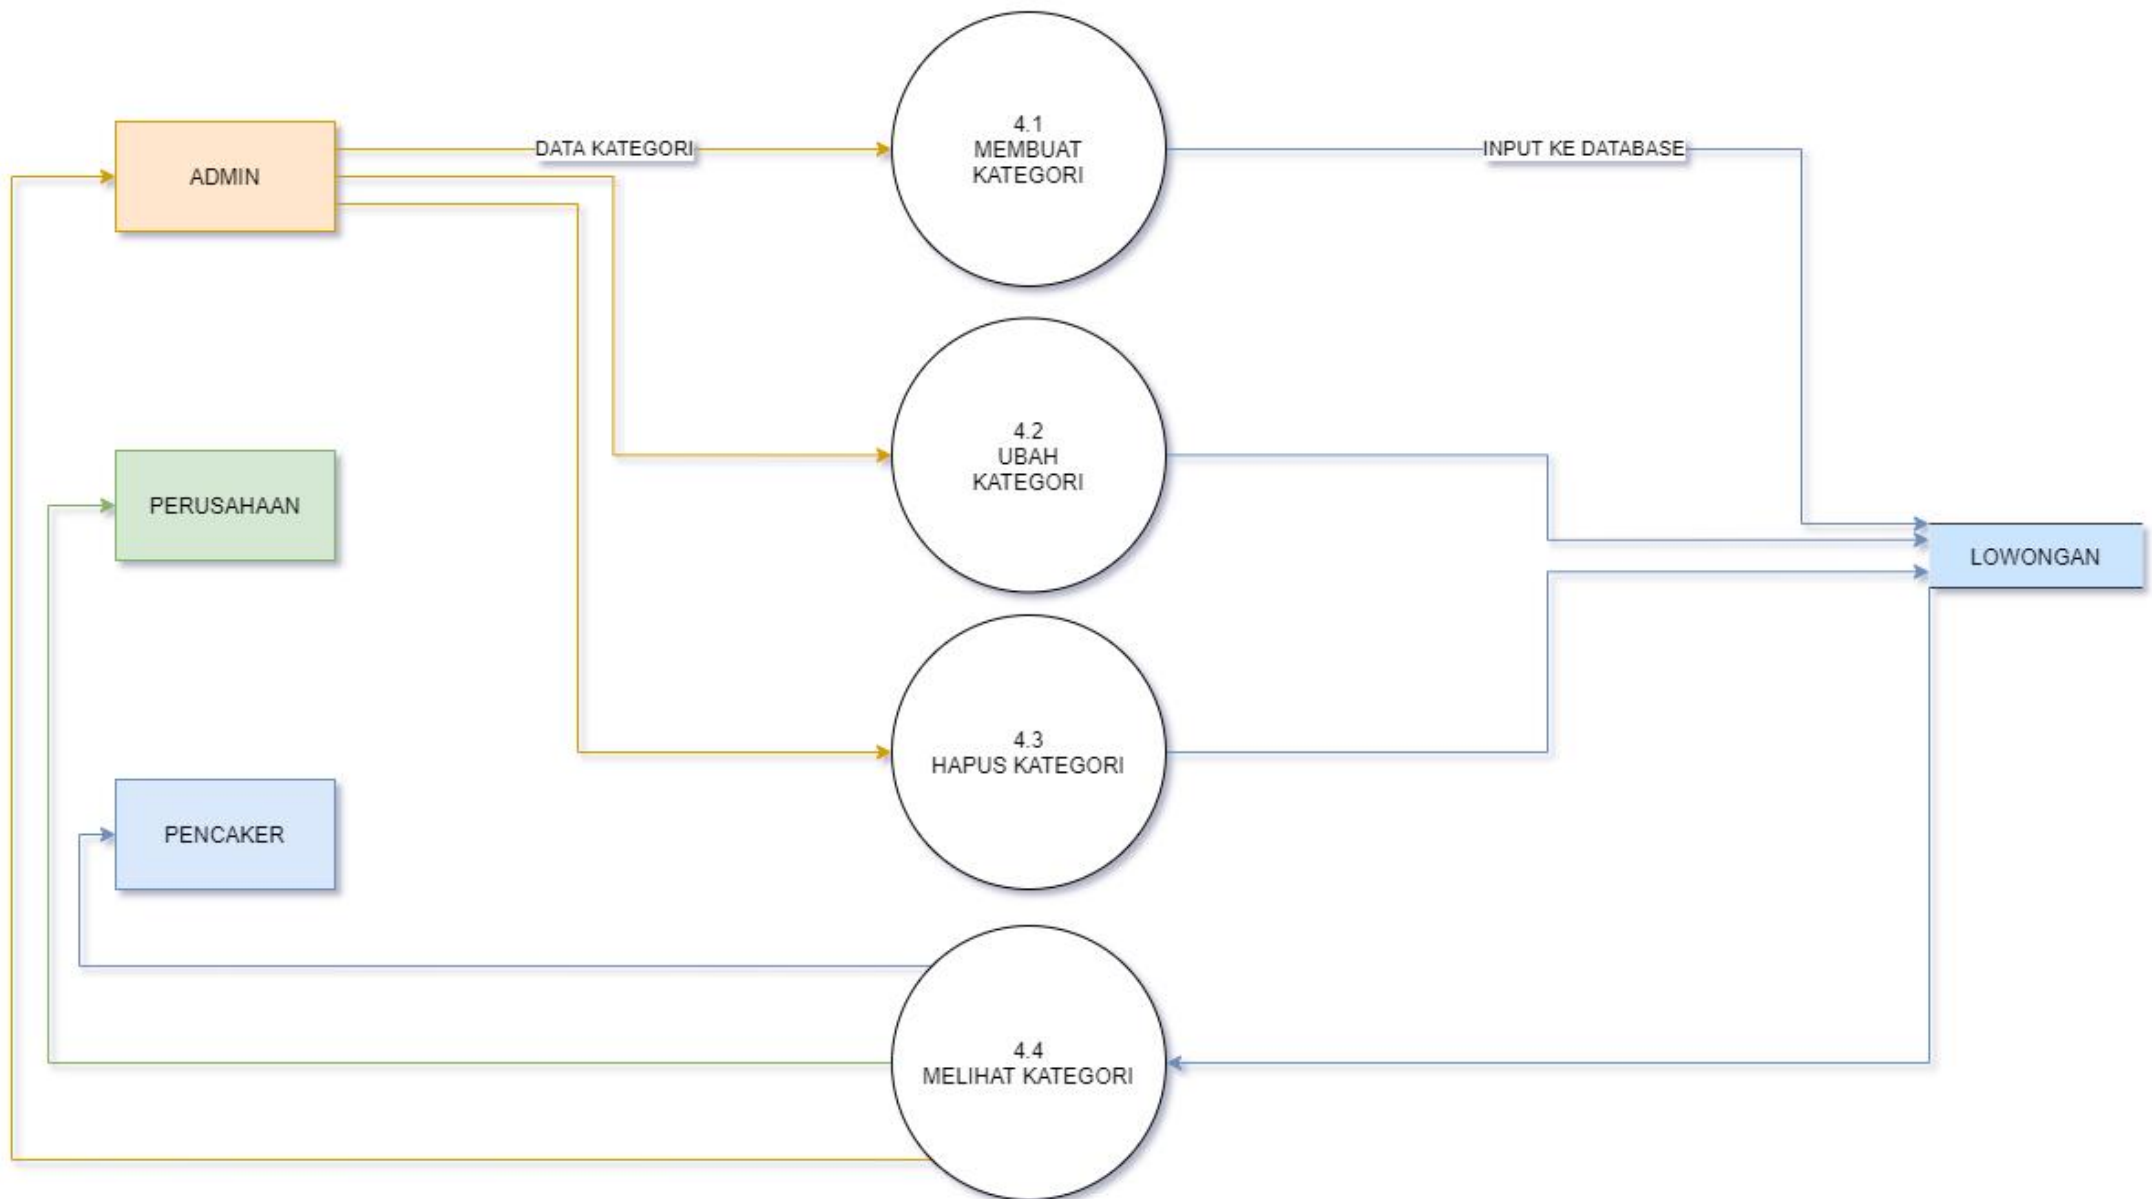 4.1
MEMBUAT
KATEGORI
ADMIN
DATA KATEGORI
INPUT KE DATABASE
4.2
UBAH
KATEGORI
PERUSAHAAN
LOWONGAN
4.3
HAPUS KATEGORI
PENCAKER
4.4
MELIHAT KATEGORI